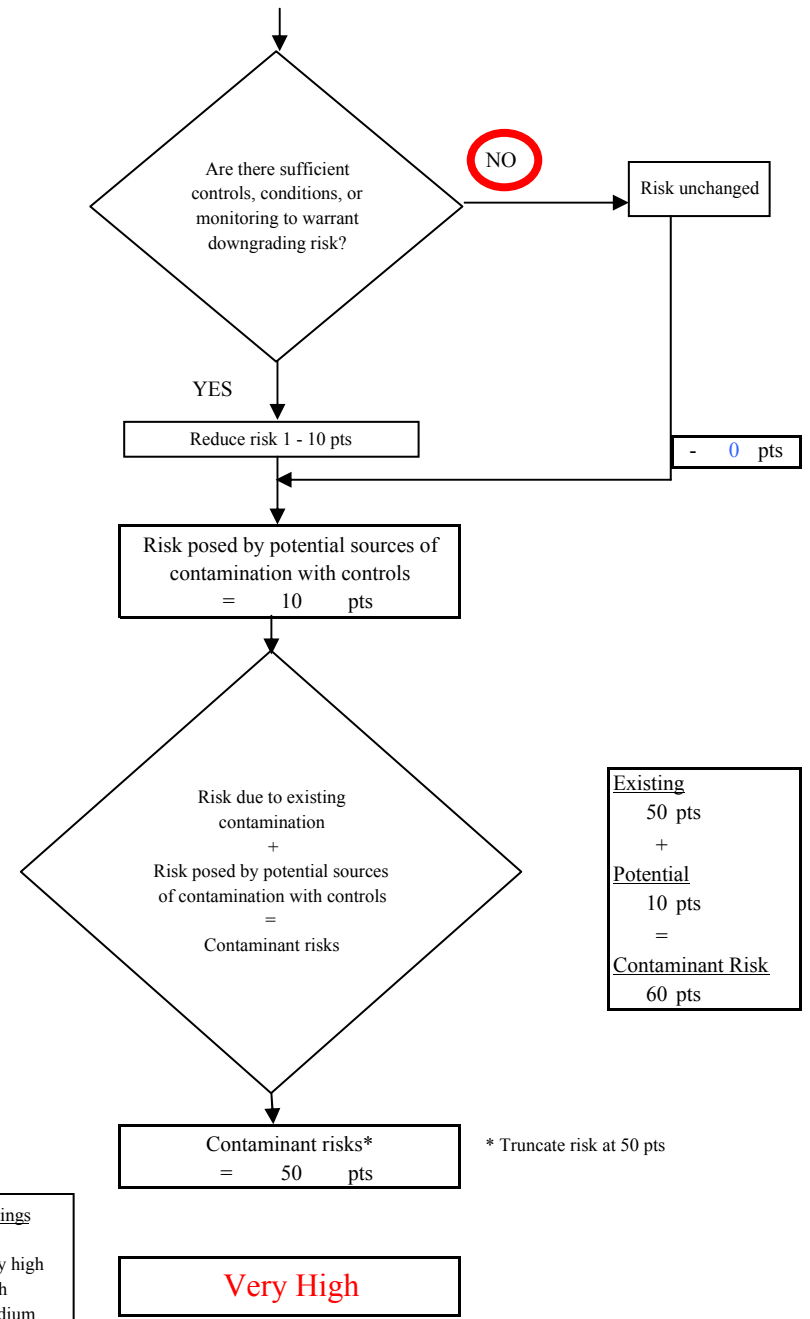 Are there sufficient
controls, conditions, or
monitoring to warrant
downgrading risk?
NO
Risk unchanged
YES
Reduce risk 1 - 10 pts
- 0 pts
Risk posed by potential sources of
contamination with controls
= 10 pts
Risk due to existing
contamination
+
Risk posed by potential sources
of contamination with controls
=
Contaminant risks
Existing
50 pts
+
Potential
10 pts
=
Contaminant Risk
60 pts
Contaminant risks*
= 50 pts
* Truncate risk at 50 pts
high
Very High